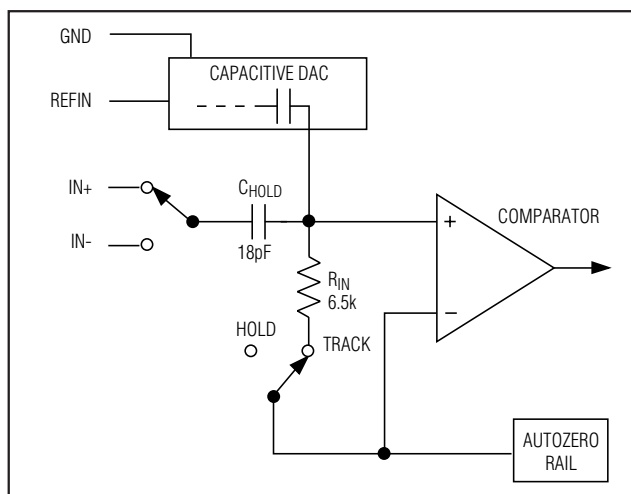 GND
CAPACITIVE DAC
REFIN
IN+
CHOLD
IN-
18pF
+
COMPARATOR
RIN
6.5k
−
HOLD
TRACK
AUTOZERO
RAIL